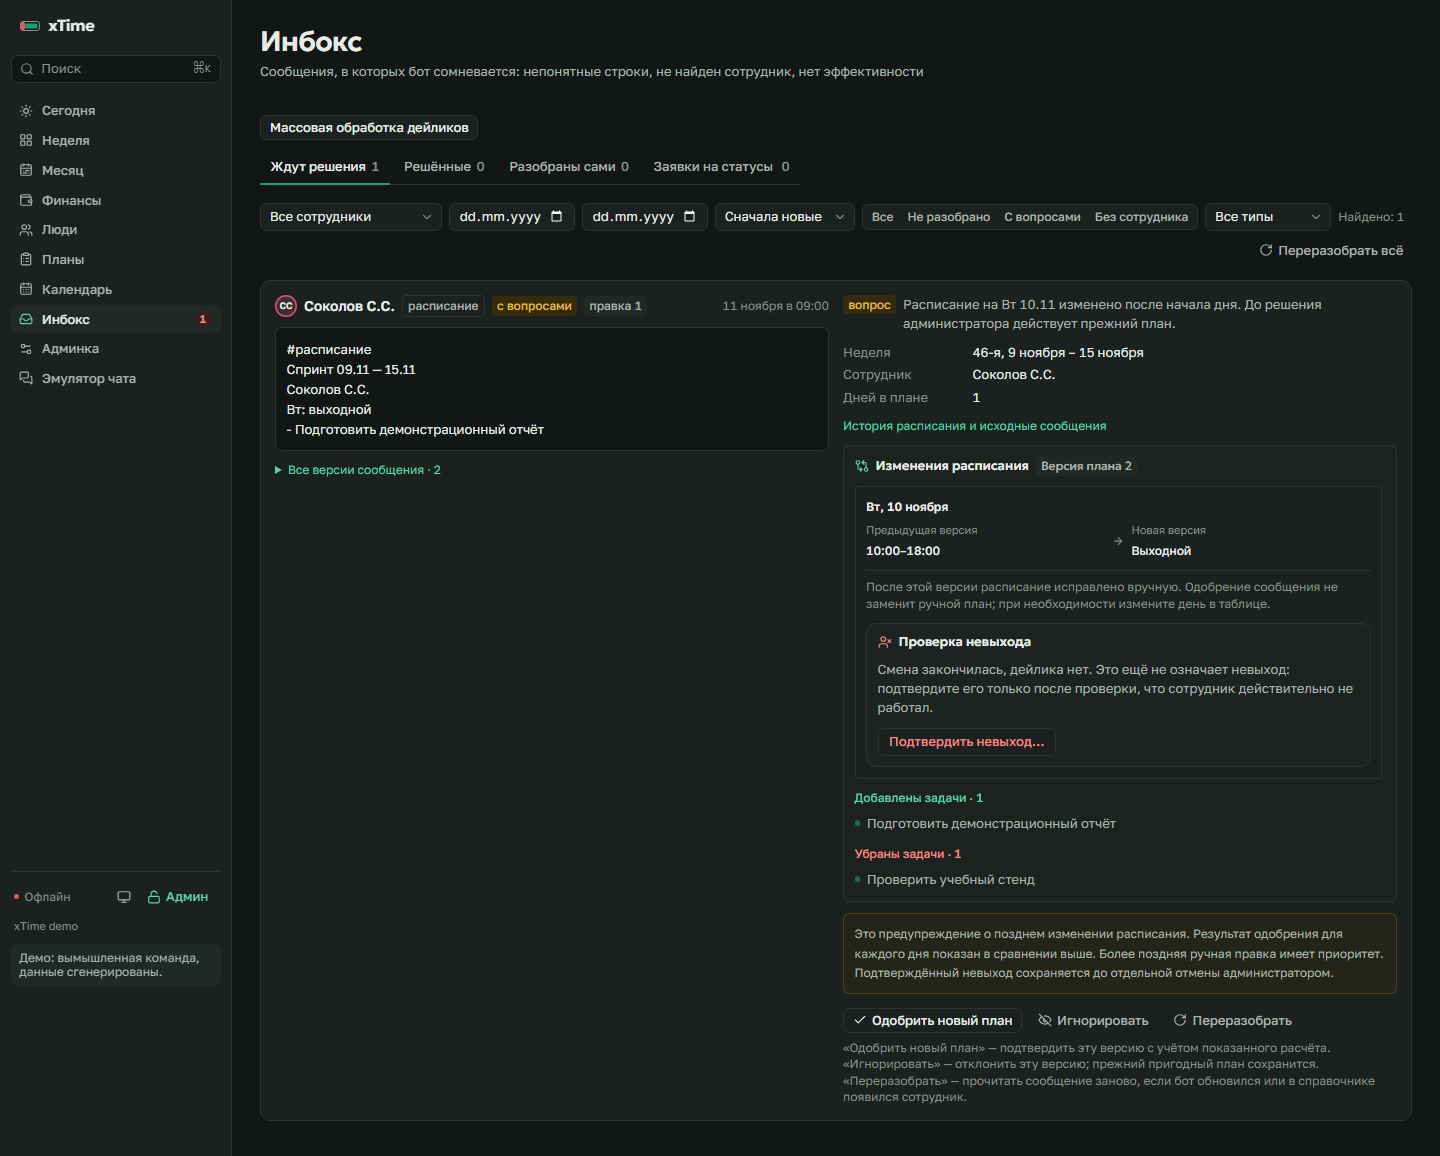 xTime
Поиск ⌘K
Сегодня
Неделя
Месяц
Финансы
Люди
Планы
Календарь
Инбокс 1
Админка
Эмулятор чата
Офлайн Админ
xTime demo
Демо: вымышленная команда,
данные сгенерированы.
Инбокс
Сообщения, в которых бот сомневается: непонятные строки, не найден сотрудник, нет эффективности
Массовая обработка дейликов
Ждут решения 1 Решённые 0 Разобраны сами 0 Заявки на статусы 0
Все сотрудники dd.mm.yyyy dd.mm.yyyy Сначала новые Все Не разобрано С вопросами Без сотрудника Все типы Найдено: 1
Переразобрать всё
СС Соколов С.С. расписание с вопросами правка 1 11 ноября в 09:00
#расписание
Спринт 09.11 — 15.11
Соколов С.С.
Вт: выходной
- Подготовить демонстрационный отчёт
Все версии сообщения · 2
вопрос Расписание на Вт 10.11 изменено после начала дня. До решения
администратора действует прежний план.
Неделя 46-я, 9 ноября – 15 ноября
Сотрудник Соколов С.С.
Дней в плане 1
История расписания и исходные сообщения
Изменения расписания Версия плана 2
Вт, 10 ноября
Предыдущая версия Новая версия
10:00–18:00 → Выходной
После этой версии расписание исправлено вручную. Одобрение сообщения не
заменит ручной план; при необходимости измените день в таблице.
Проверка невыхода
Смена закончилась, дейлика нет. Это ещё не означает невыход:
подтвердите его только после проверки, что сотрудник действительно не
работал.
Подтвердить невыход...
Добавлены задачи · 1
Подготовить демонстрационный отчёт
Убраны задачи · 1
Проверить учебный стенд
Это предупреждение о позднем изменении расписания. Результат одобрения для
каждого дня показан в сравнении выше. Более поздняя ручная правка имеет приоритет.
Подтверждённый невыход сохраняется до отдельной отмены администратором.
Одобрить новый план Игнорировать Переразобрать
«Одобрить новый план» — подтвердить эту версию с учётом показанного расчёта.
«Игнорировать» — отклонить эту версию; прежний пригодный план сохранится.
«Переразобрать» — прочитать сообщение заново, если бот обновился или в справочнике
появился сотрудник.